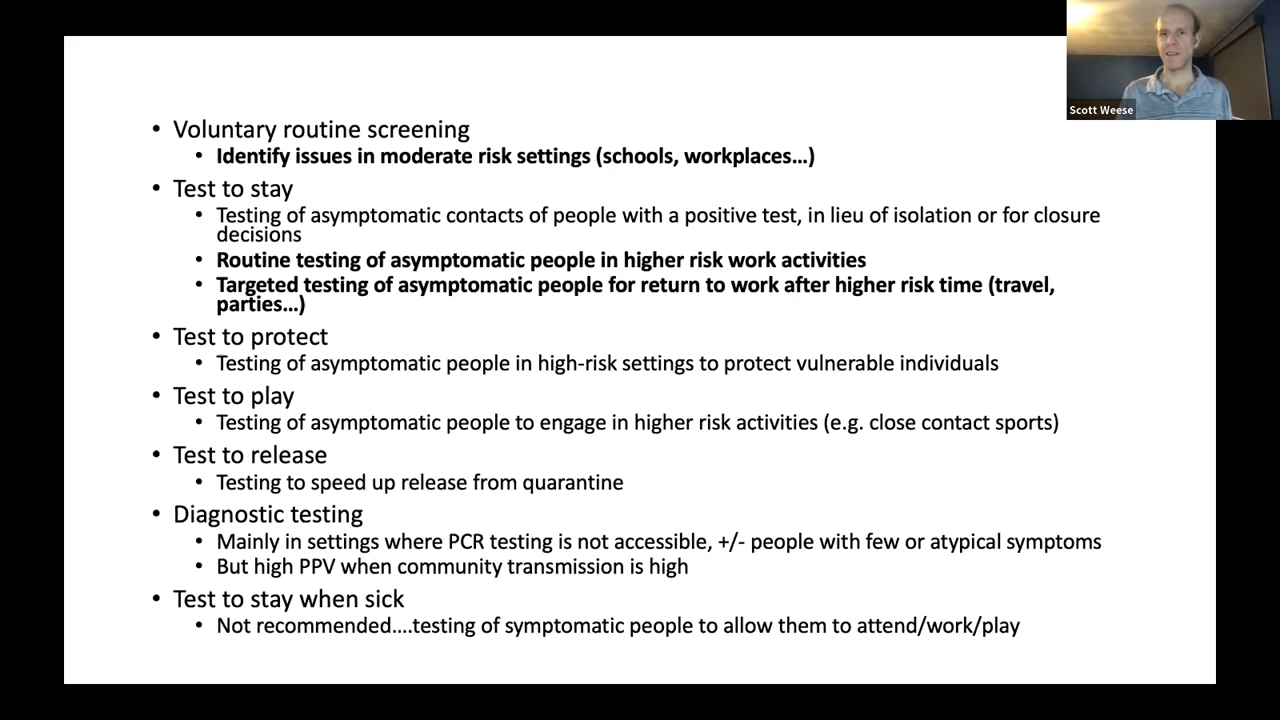 • Voluntary routine screening
• Identify issues in moderate risk settings (schools, workplaces…)
• Test to stay
• Testing of asymptomatic contacts of people with a positive test, in lieu of isolation or for closure
decisions
• Routine testing of asymptomatic people in higher risk work activities
• Targeted testing of asymptomatic people for return to work after higher risk time (travel,
parties…)
• Test to protect
• Testing of asymptomatic people in high-risk settings to protect vulnerable individuals
• Test to play
• Testing of asymptomatic people to engage in higher risk activities (e.g. close contact sports)
• Test to release
• Testing to speed up release from quarantine
• Diagnostic testing
• Mainly in settings where PCR testing is not accessible, +/- people with few or atypical symptoms
• But high PPV when community transmission is high
• Test to stay when sick
• Not recommended….testing of symptomatic people to allow them to attend/work/play
Scott Weese